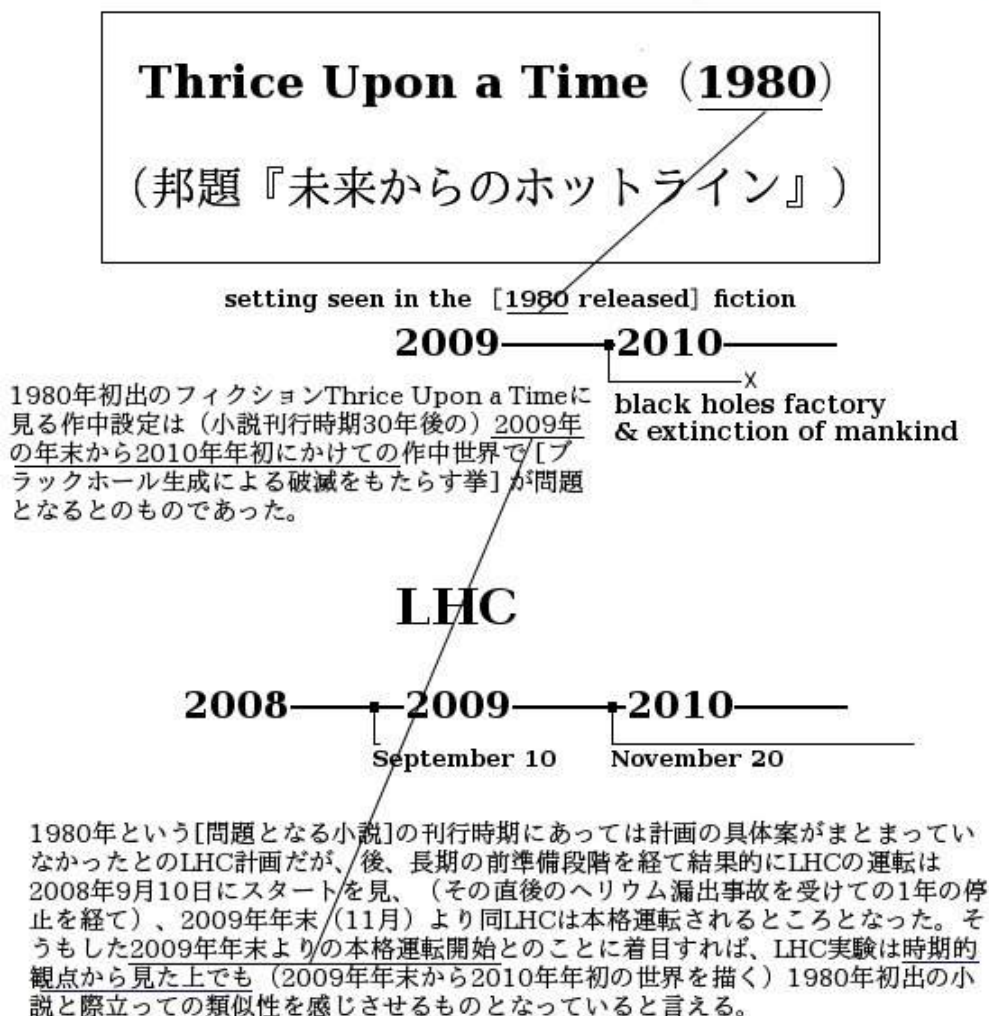 Thrice Upon a Time（1980）
（邦題『未来からのホットライン』）
setting seen in the ［1980 released］ fiction
2009 2010
x
black holes factory
& extinction of mankind
1980年初出のフィクションThrice Upon a Timeに
見る作中設定は（小説刊行時期30年後の）2009年
の年末から2010年年初にかけての作中世界で［ブ
ラックホール生成による破滅をもたらす挙］が問題
となるとのものであった。
LHC
2008 2009 2010
September 10 November 20
1980年という[問題となる小説]の刊行時期にあっては計画の具体案がまとまってい
なかったとのLHC計画だが、後、長期の前準備段階を経て結果的にLHCの運転は
2008年9月10日にスタートを見、（その直後のヘリウム漏出事故を受けての1年の停
止を経て）、2009年年末（11月）より同LHCは本格運転されるところとなった。そ
うもした2009年年末よりの本格運転開始とのことに着目すれば、LHC実験は時期的
観点から見た上でも（2009年年末から2010年年初の世界を描く）1980年初出の小
説と際立っての類似性を感じさせるものとなっていると言える。